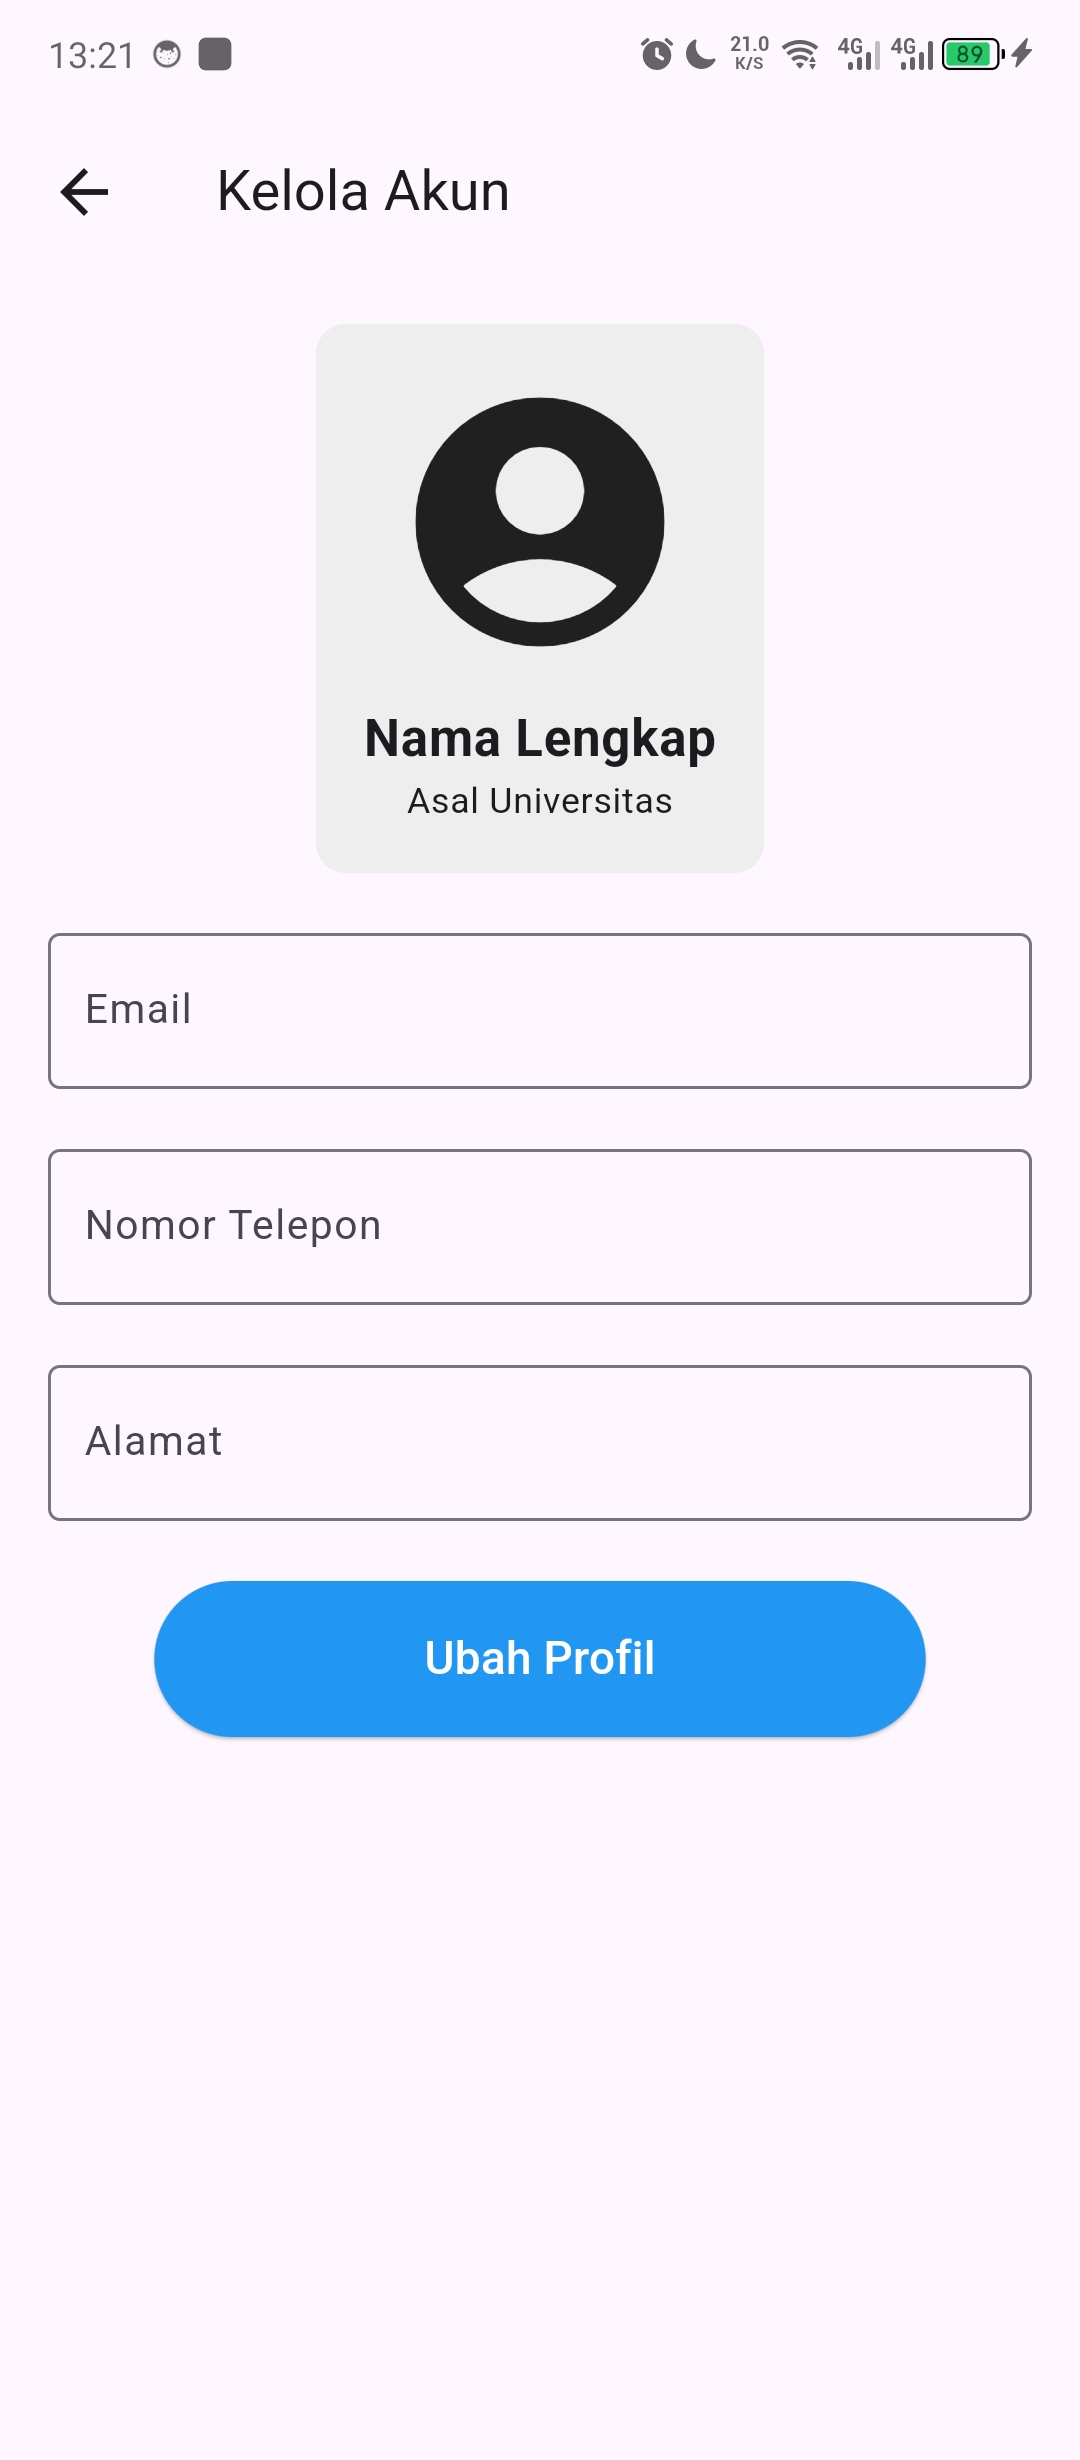 13:21 21.0 K/S 4G 4G 89
Kelola Akun
Nama Lengkap
Asal Universitas
Email
Nomor Telepon
Alamat
Ubah Profil